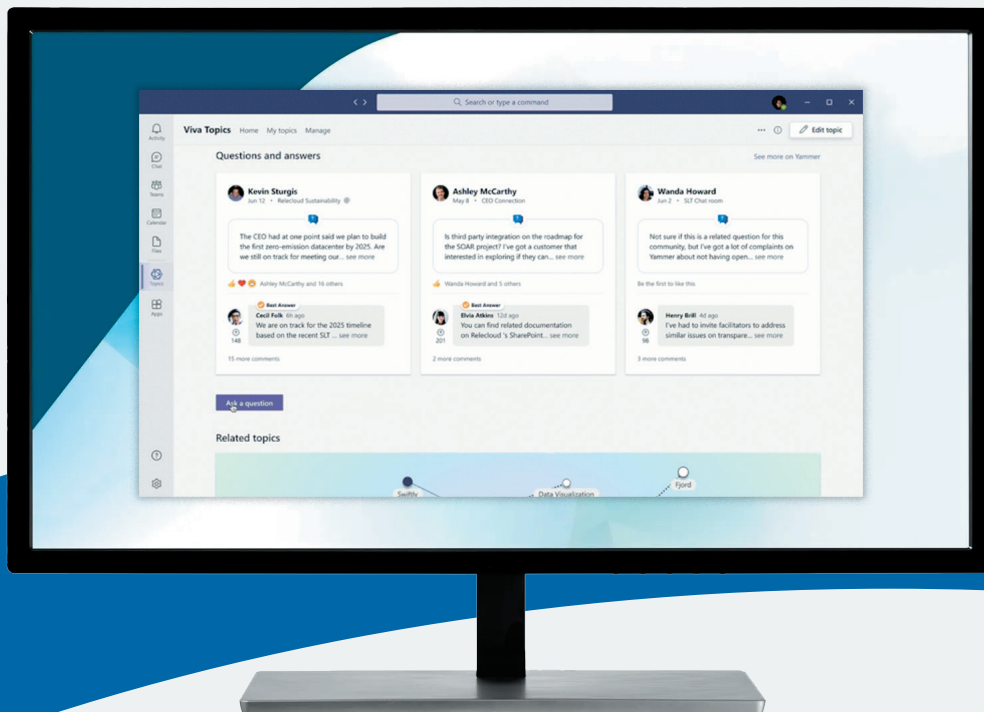 Search or type a command
Activity
Chat
Teams
Calendar
Files
Topics
Apps
Viva Topics Home My topics Manage
Edit topic
Questions and answers
See more on Yammer
Kevin Sturgis
Jun 12 • Relecloud Sustainability
The CEO had at one point said we plan to build
the first zero-emission datacenter by 2025. Are
we still on track for meeting our... see more
Ashley McCarthy and 16 others
Best Answer
Cecil Folk 6h ago
We are on track for the 2025 timeline
based on the recent SLT ... see more
148
15 more comments
Ashley McCarthy
May 8 • CEO Connection
Is third party integration on the roadmap for
the SOAR project? I've got a customer that
interested in exploring if they can... see more
Wanda Howard and 5 others
Best Answer
Elvia Atkins 12d ago
You can find related documentation
on Relecloud 's SharePoint... see more
201
2 more comments
Wanda Howard
Jun 2 • SLT Chat room
Not sure if this is a related question for this
community, but I've got a lot of complaints on
Yammer about not having open... see more
Be the first to like this
Henry Brill 4d ago
I've had to invite facilitators to address
similar issues on transpare... see more
98
3 more comments
Ask a question
Related topics
Swiftly
Data Visualization
Fjord